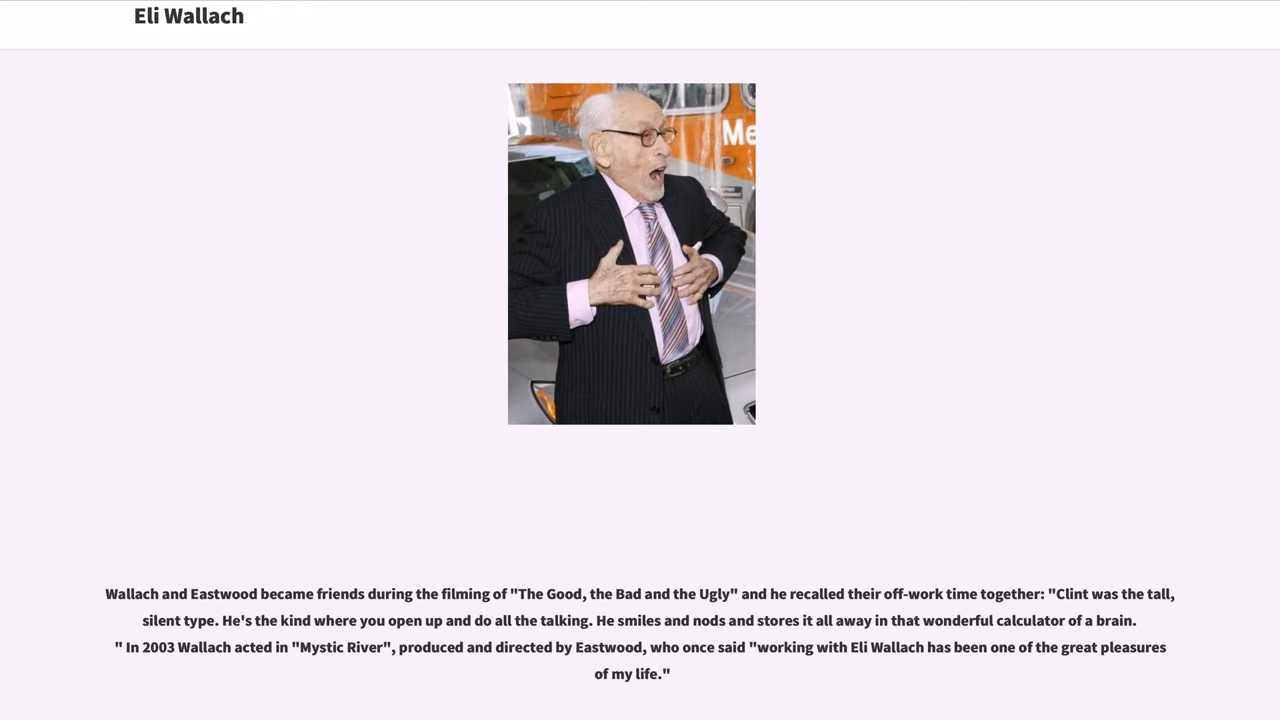 Eli Wallach
Me
Wallach and Eastwood became friends during the filming of "The Good, the Bad and the Ugly" and he recalled their off-work time together: "Clint was the tall,
silent type. He's the kind where you open up and do all the talking. He smiles and nods and stores it all away in that wonderful calculator of a brain.
" In 2003 Wallach acted in "Mystic River", produced and directed by Eastwood, who once said "working with Eli Wallach has been one of the great pleasures
of my life."